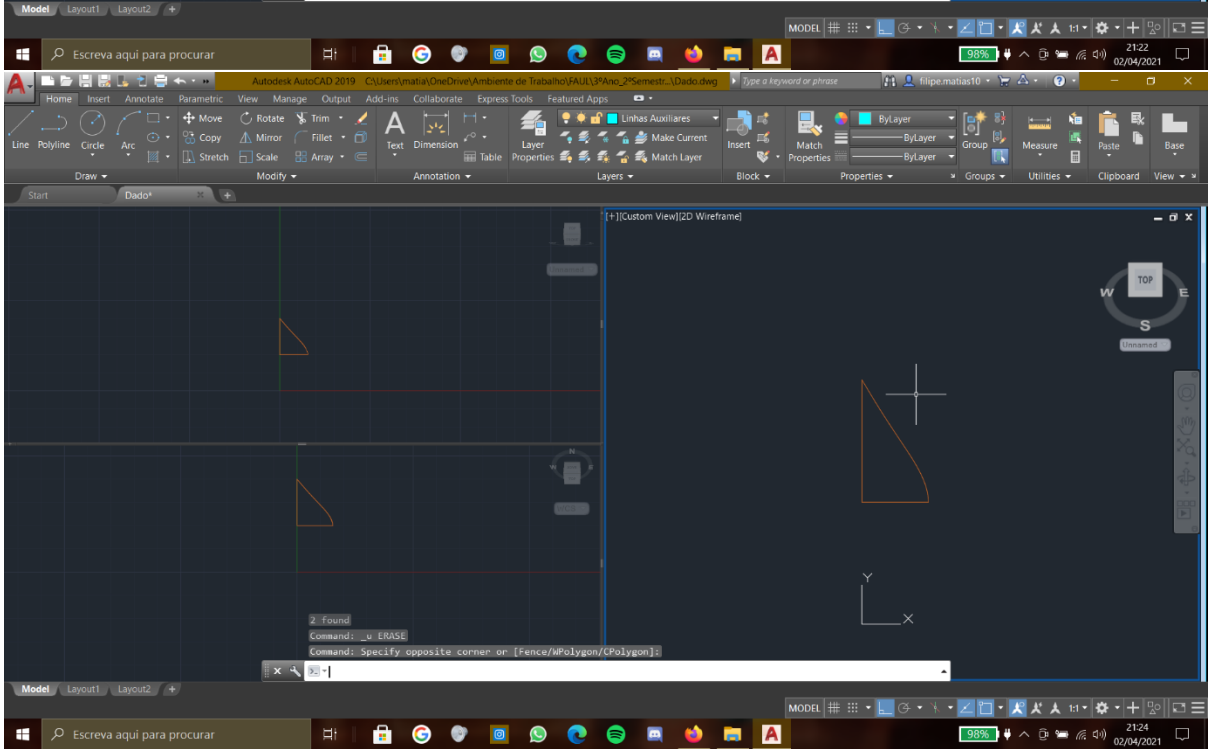 Model Layout1 Layout2 +
MODEL 1:1
Escreva aqui para procurar 98% 21:22
02/04/2021
Autodesk AutoCAD 2019 C:\Users\matia\OneDrive\Ambiente de Trabalho\FAUL\3ºAno_2ºSemestr...\Dado.dwg Type a keyword or phrase filipe.matias10
Home Insert Annotate Parametric View Manage Output Add-ins Collaborate Express Tools Featured Apps
Line Polyline Circle Arc Move Rotate Trim Text Dimension Layer Properties Linhas Auxiliares Insert Match Properties ByLayer Group Measure Paste Base
Copy Mirror Fillet Make Current ByLayer
Stretch Scale Array Table Match Layer ByLayer
Draw Modify Annotation Layers Block Properties Groups Utilities Clipboard View
Start Dado* +
[+][Custom View][2D Wireframe]
TOP
W E
S
Unnamed
Unnamed
N
W E
WCS
Y
X
2 found
Command: _u ERASE
Command: Specify opposite corner or [Fence/WPolygon/CPolygon]:
Model Layout1 Layout2 +
MODEL 1:1
Escreva aqui para procurar 98% 21:24
02/04/2021